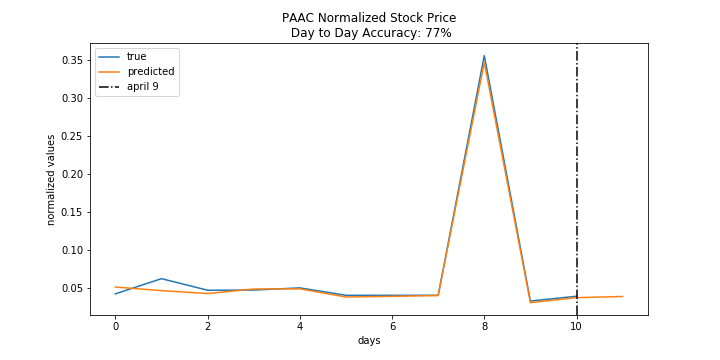 PAAC Normalized Stock Price
Day to Day Accuracy: 77%
true
predicted
april 9
normalized values
0.35
0.30
0.25
0.20
0.15
0.10
0.05
0 2 4 6 8 10
days